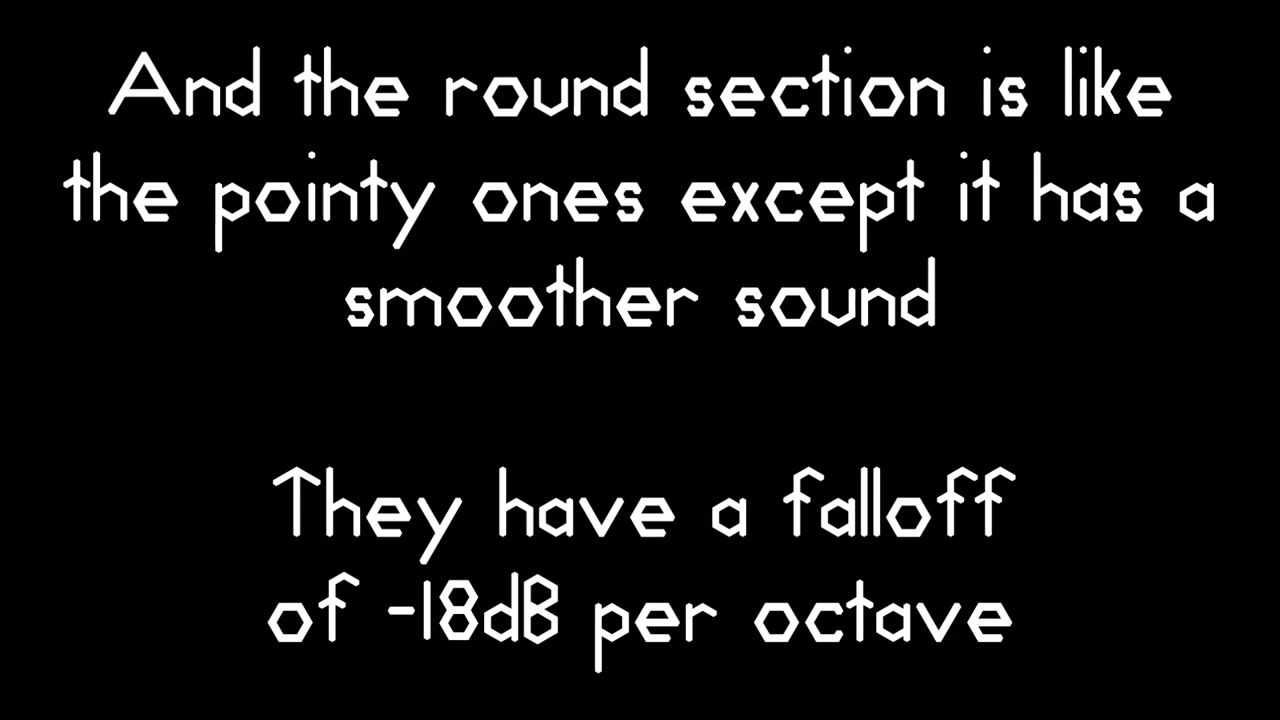 And the round section is like
the pointy ones except it has a
smoother sound
They have a falloff
of -18dB per octave